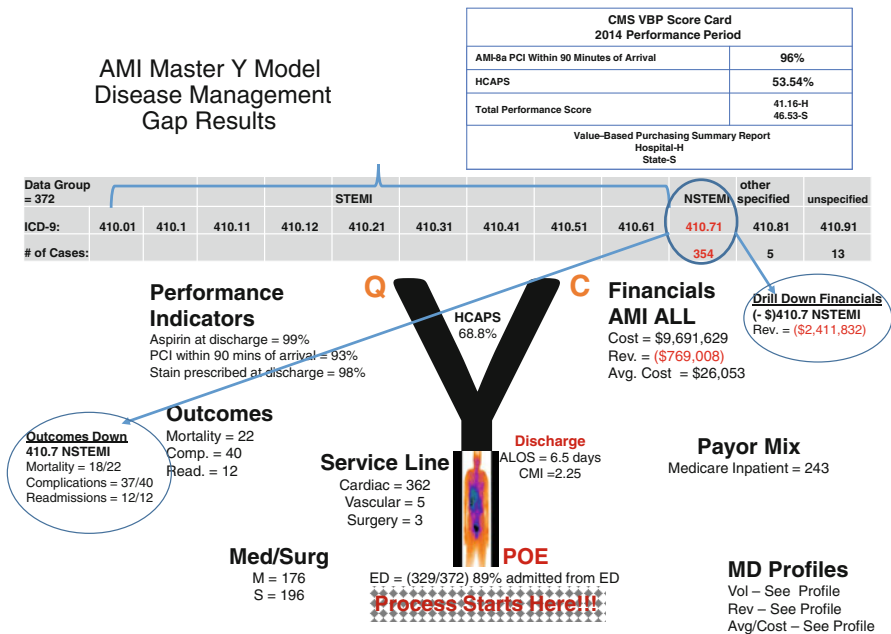 AMI Master Y Model
Disease Management
Gap Results
CMS VBP Score Card
2014 Performance Period
AMI-8a PCI Within 90 Minutes of Arrival 96%
HCAPS 53.54%
Total Performance Score 41.16-H
46.53-S
Value-Based Purchasing Summary Report
Hospital-H
State-S
Data Group
= 372 STEMI NSTEMI other
specified unspecified
ICD-9: 410.01 410.1 410.11 410.12 410.21 410.31 410.41 410.51 410.61 410.71 410.81 410.91
# of Cases: 354 5 13
Q
C
HCAPS
68.8%
Performance
Indicators
Aspirin at discharge = 99%
PCI within 90 mins of arrival = 93%
Stain prescribed at discharge = 98%
Financials
AMI ALL
Cost = $9,691,629
Rev. = ($769,008)
Avg. Cost = $26,053
Drill Down Financials
(- $)410.7 NSTEMI
Rev. = ($2,411,832)
Outcomes
Mortality = 22
Comp. = 40
Read. = 12
Outcomes Down
410.7 NSTEMI
Mortality = 18/22
Complications = 37/40
Readmissions = 12/12
Service Line
Cardiac = 362
Vascular = 5
Surgery = 3
Discharge
ALOS = 6.5 days
CMI =2.25
Payor Mix
Medicare Inpatient = 243
Med/Surg
M = 176
S = 196
POE
ED = (329/372) 89% admitted from ED
Process Starts Here!!!
MD Profiles
Vol – See Profile
Rev – See Profile
Avg/Cost – See Profile